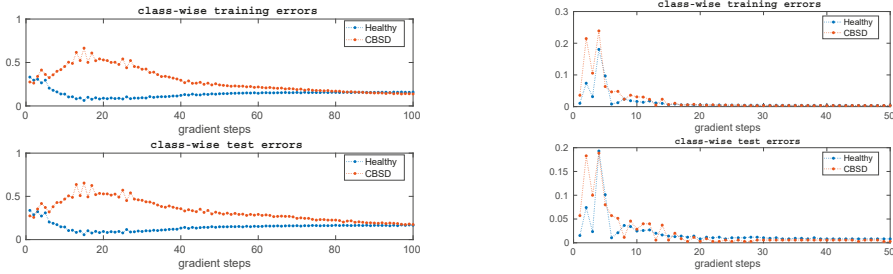 class-wise training errors
1
0.5
0
Healthy
CBSD
0 20 40 60 80 100
gradient steps
class-wise test errors
1
0.5
0
Healthy
CBSD
0 20 40 60 80 100
gradient steps
class-wise training errors
0.3
0.2
0.1
0
Healthy
CBSD
0 10 20 30 40 50
gradient steps
class-wise test errors
0.2
0.15
0.1
0.05
0
Healthy
CBSD
0 10 20 30 40 50
gradient steps